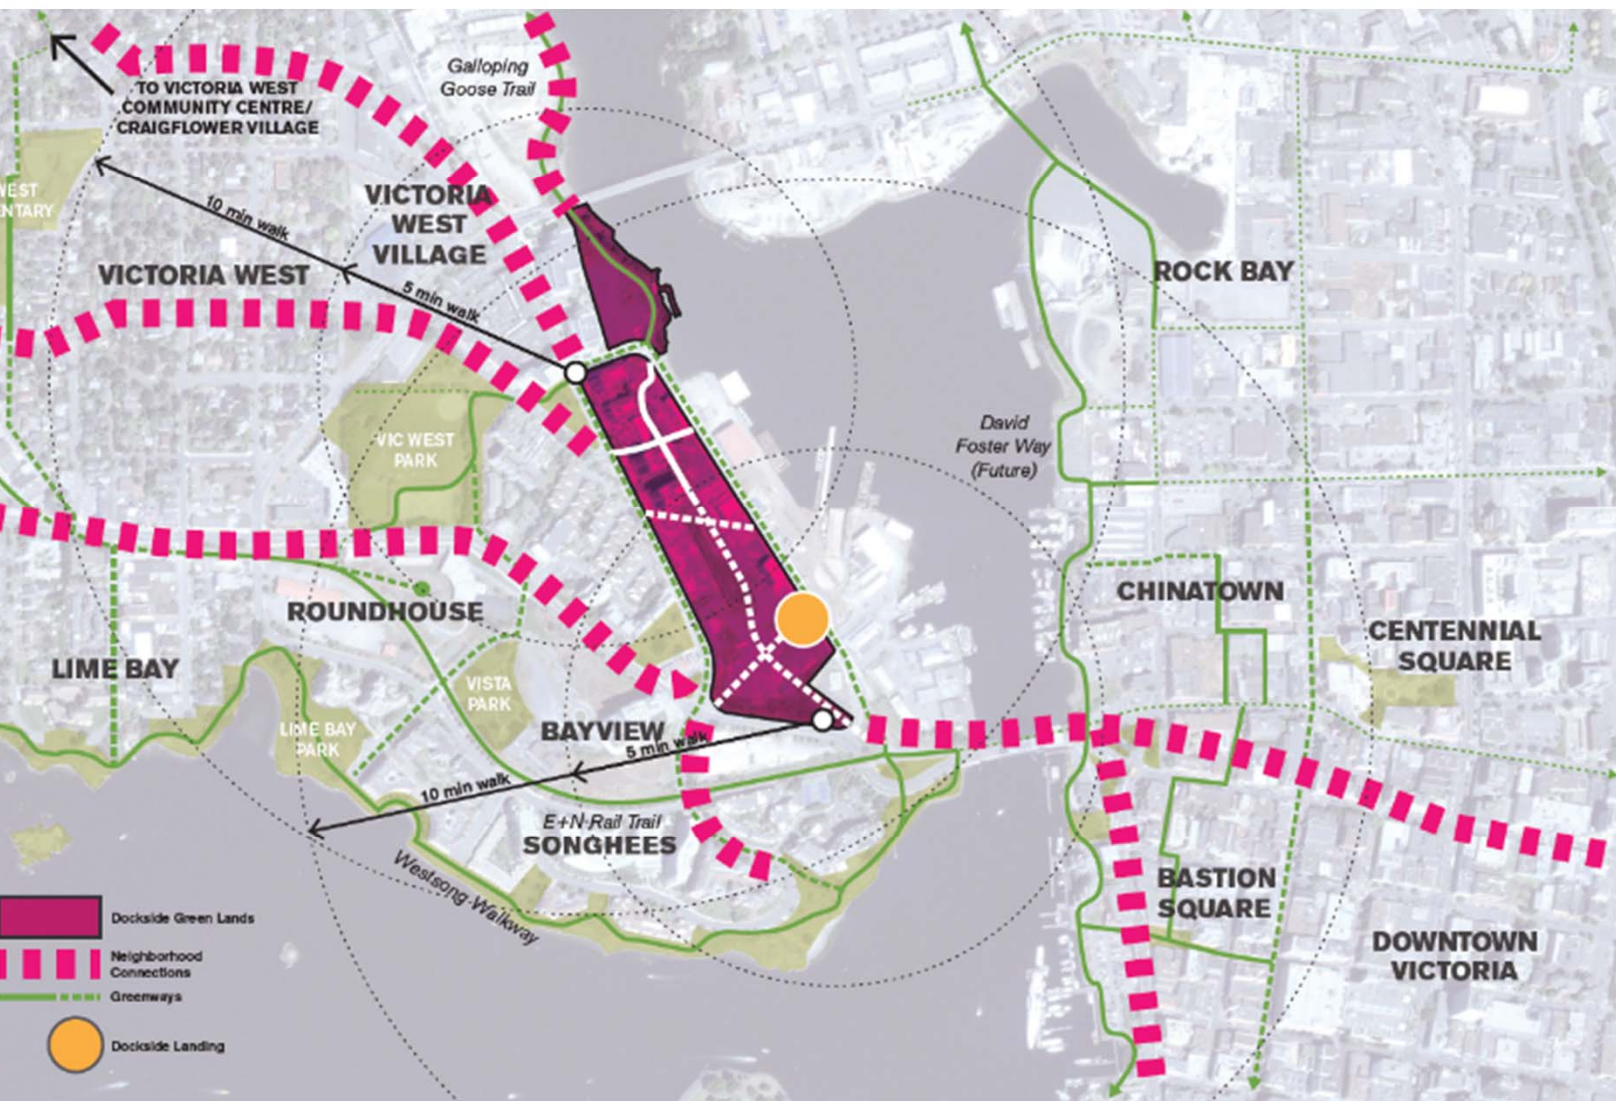 Galloping
Goose Trail
TO VICTORIA WEST
COMMUNITY CENTRE/
CRAIGFLOWER VILLAGE
WEST
ENTARY
10 min walk
VICTORIA
WEST
VILLAGE
VICTORIA WEST
5 min walk
ROCK BAY
VIC WEST
PARK
David
Foster Way
(Future)
ROUNDHOUSE
CHINATOWN
CENTENNIAL
SQUARE
LIME BAY
VISTA
PARK
LIME BAY
PARK
BAYVIEW
5 min walk
10 min walk
E+N Rail Trail
SONGHEES
Westsong Walkway
BASTION
SQUARE
DOWNTOWN
VICTORIA
Dockside Green Lands
Neighborhood
Connections
Greenways
Dockside Landing